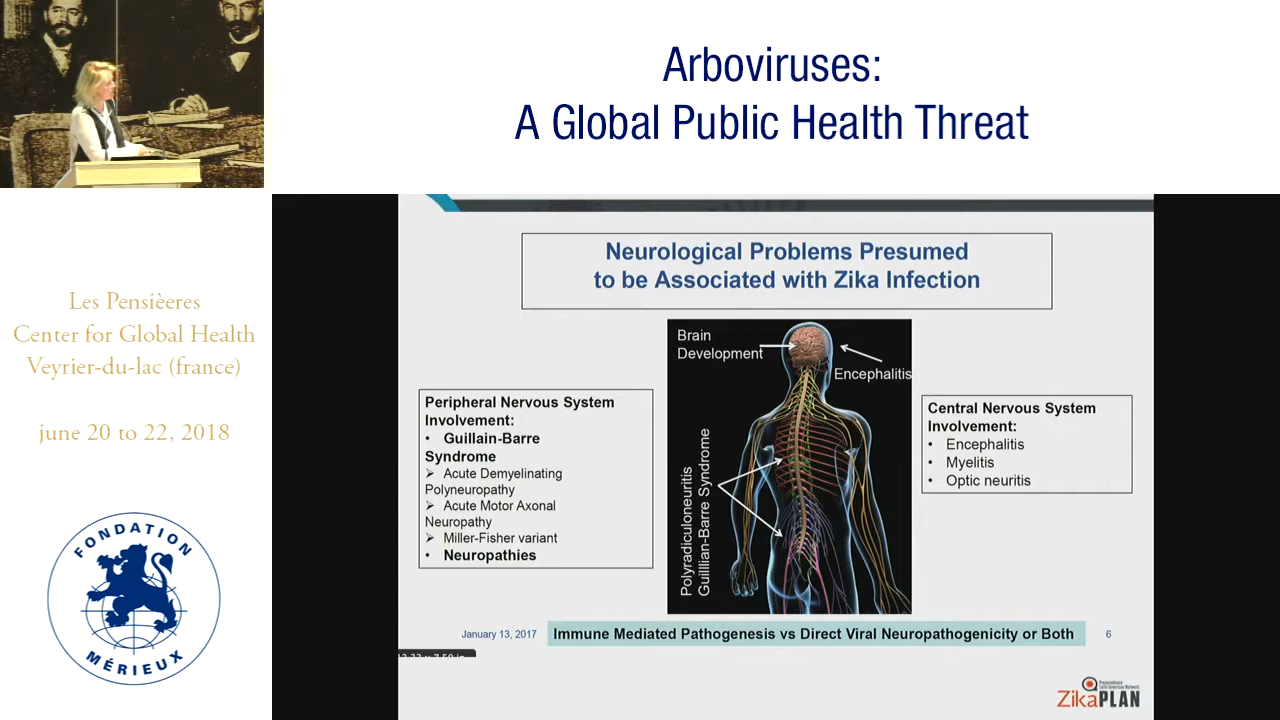 Arboviruses:
A Global Public Health Threat
Les Pensièeres
Center for Global Health
Veyrier-du-lac (france)
june 20 to 22, 2018
FONDATION
MÉRIEUX
Neurological Problems Presumed
to be Associated with Zika Infection
Brain
Development
Encephalitis
Polyradiculoneuritis
Guilllian-Barre Syndrome
Peripheral Nervous System
Involvement:
• Guillain-Barre
Syndrome
➢ Acute Demyelinating
Polyneuropathy
➢ Acute Motor Axonal
Neuropathy
➢ Miller-Fisher variant
• Neuropathies
Central Nervous System
Involvement:
• Encephalitis
• Myelitis
• Optic neuritis
January 13, 2017
Immune Mediated Pathogenesis vs Direct Viral Neuropathogenicity or Both
6
ZikaPLAN